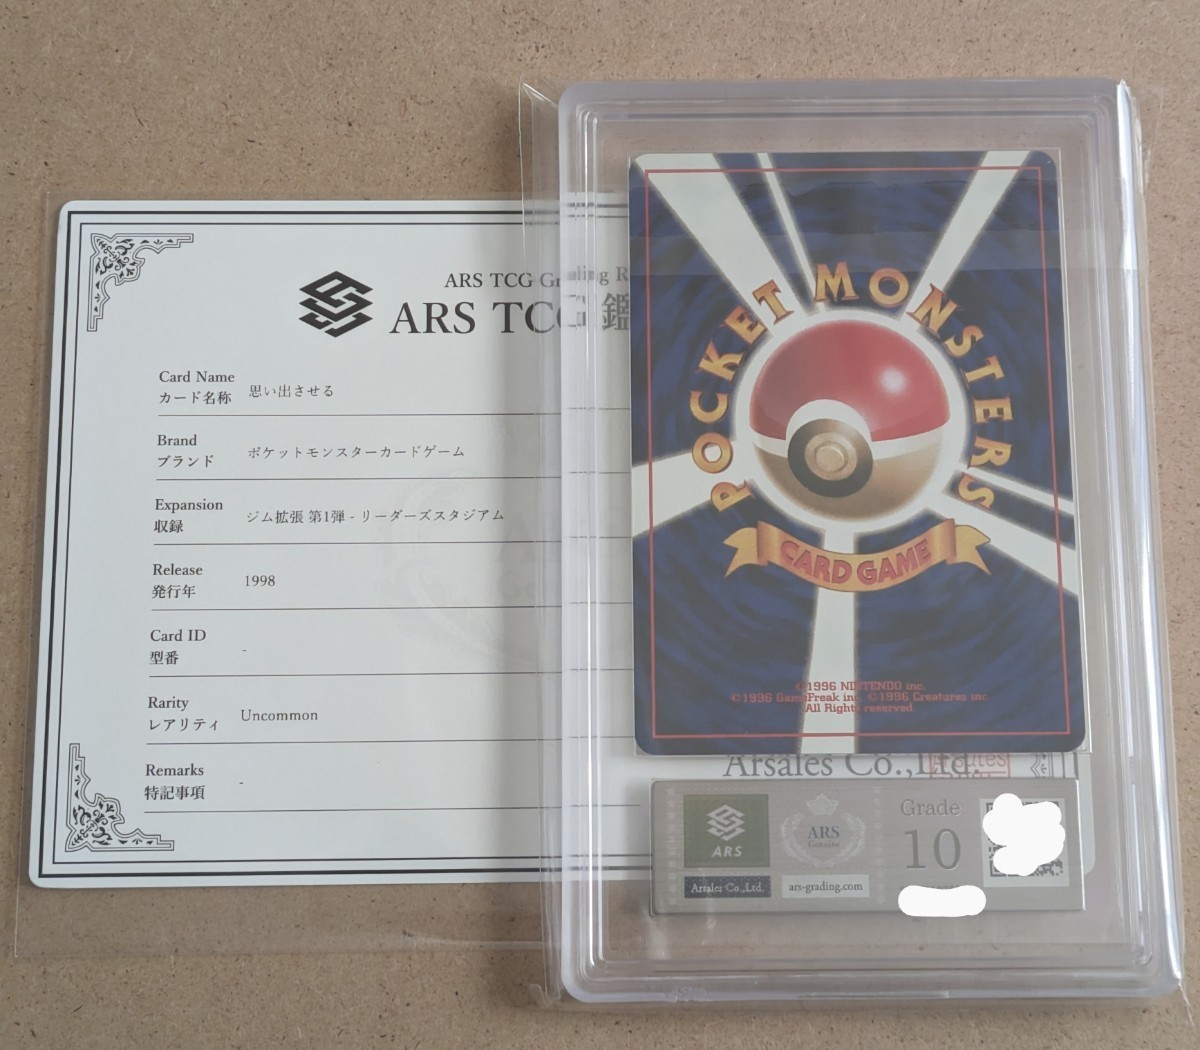 ARS TCG Grading R
ARS TCG 鑑
Card Name
カード名称
思い出させる
Brand
ブランド
ポケットモンスターカードゲーム
Expansion
収録
ジム拡張 第1弾 - リーダーズスタジアム
Release
発行年
1998
Card ID
型番
-
Rarity
レアリティ
Uncommon
Remarks
特記事項
-
POCKET MONSTERS
CARD GAME
©1996 NINTENDO inc.
©1996 GameFreak inc. ©1996 Creatures inc.
All Rights reserved.
Arsales Co.,Ltd.
ARS
Arsales Co.,Ltd.
ARS
Genuine
ars-grading.com
Grade
10